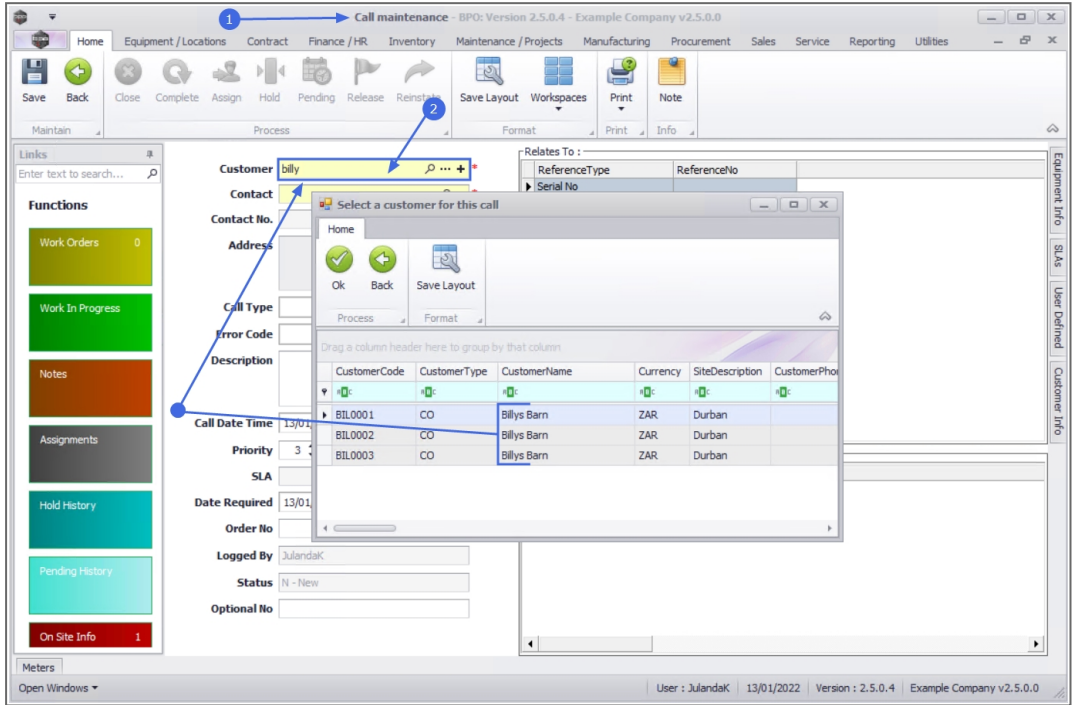 1
Call maintenance - BPO: Version 2.5.0.4 - Example Company v2.5.0.0
Home Equipment / Locations Contract Finance / HR Inventory Maintenance / Projects Manufacturing Procurement Sales Service Reporting Utilities
Save Back Close Complete Assign Hold Pending Release Reinstate Save Layout Workspaces Print Note
2
Maintain Process Format Print Info
Links
Enter text to search...
Functions
Work Orders 0
Work In Progress
Notes
Assignments
Hold History
Pending History
On Site Info 1
Customer billy *
Contact *
Contact No.
Address
Call Type
Error Code
Description
Call Date Time 13/01
Priority 3
SLA
Date Required 13/01
Order No
Logged By JulandaK
Status N - New
Optional No
Relates To :
ReferenceType ReferenceNo
Serial No
Select a customer for this call
Home
Ok Back Save Layout
Process Format
Drag a column header here to group by that column
CustomerCode CustomerType CustomerName Currency SiteDescription CustomerPhon
BIL0001 CO Billys Barn ZAR Durban
BIL0002 CO Billys Barn ZAR Durban
BIL0003 CO Billys Barn ZAR Durban
Equipment Info
SLAs
User Defined
Customer Info
Meters
Open Windows
User : JulandaK 13/01/2022 Version : 2.5.0.4 Example Company v2.5.0.0